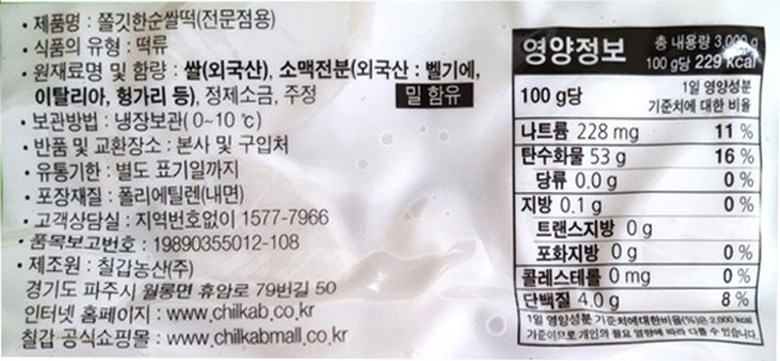 • 제품명 : 쫄깃한순쌀떡(전문점용)
• 식품의 유형 : 떡류
• 원재료명 및 함량 : 쌀(외국산), 소맥전분(외국산 : 벨기에,
이탈리아, 헝가리 등), 정제소금, 주정 밀 함유
• 보관방법 : 냉장보관( 0~10 ℃)
• 반품 및 교환장소 : 본사 및 구입처
• 유통기한 : 별도 표기일까지
• 포장재질 : 폴리에틸렌(내면)
• 고객상담실 : 지역번호없이 1577-7966
• 품목보고번호 : 19890355012-108
• 제조원 : 칠갑농산(주)
경기도 파주시 월롱면 휴암로 79번길 50
인터넷 홈페이지 : www.chilkab.co.kr
칠갑 공식쇼핑몰 : www.chilkabmall.co.kr
영양정보 총 내용량 3,000 g
100 g당 229 kcal
100 g당 1일 영양성분
기준치에 대한 비율
나트륨 228 mg 11 %
탄수화물 53 g 16 %
당류 0.0 g 0 %
지방 0.1 g 0 %
트랜스지방 0 g
포화지방 0 g 0 %
콜레스테롤 0 mg 0 %
단백질 4.0 g 8 %
1일 영양성분 기준치에대한비율(%)은 2,000 kcal
기준이므로 개인의 필요 열량에 따라 다를 수 있습니다.